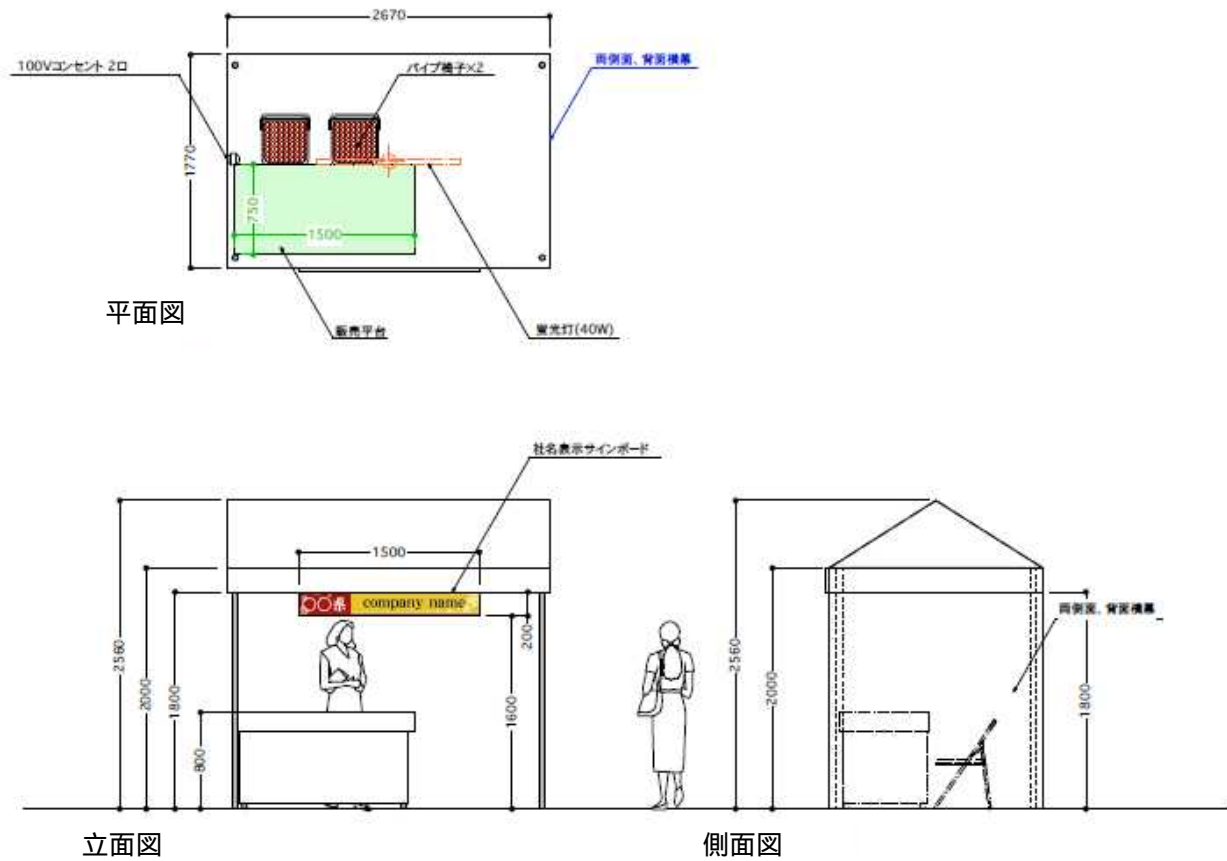 2670
100Vコンセント 2口
パイプ椅子×2
両側面、背面横幕
1770
750
1500
平面図
販売平台
蛍光灯(40W)
社名表示サインボード
1500
〇〇県 company name
200
両側面、背面横幕
2560
2000
1800
1600
800
2560
2000
1800
立面図
側面図